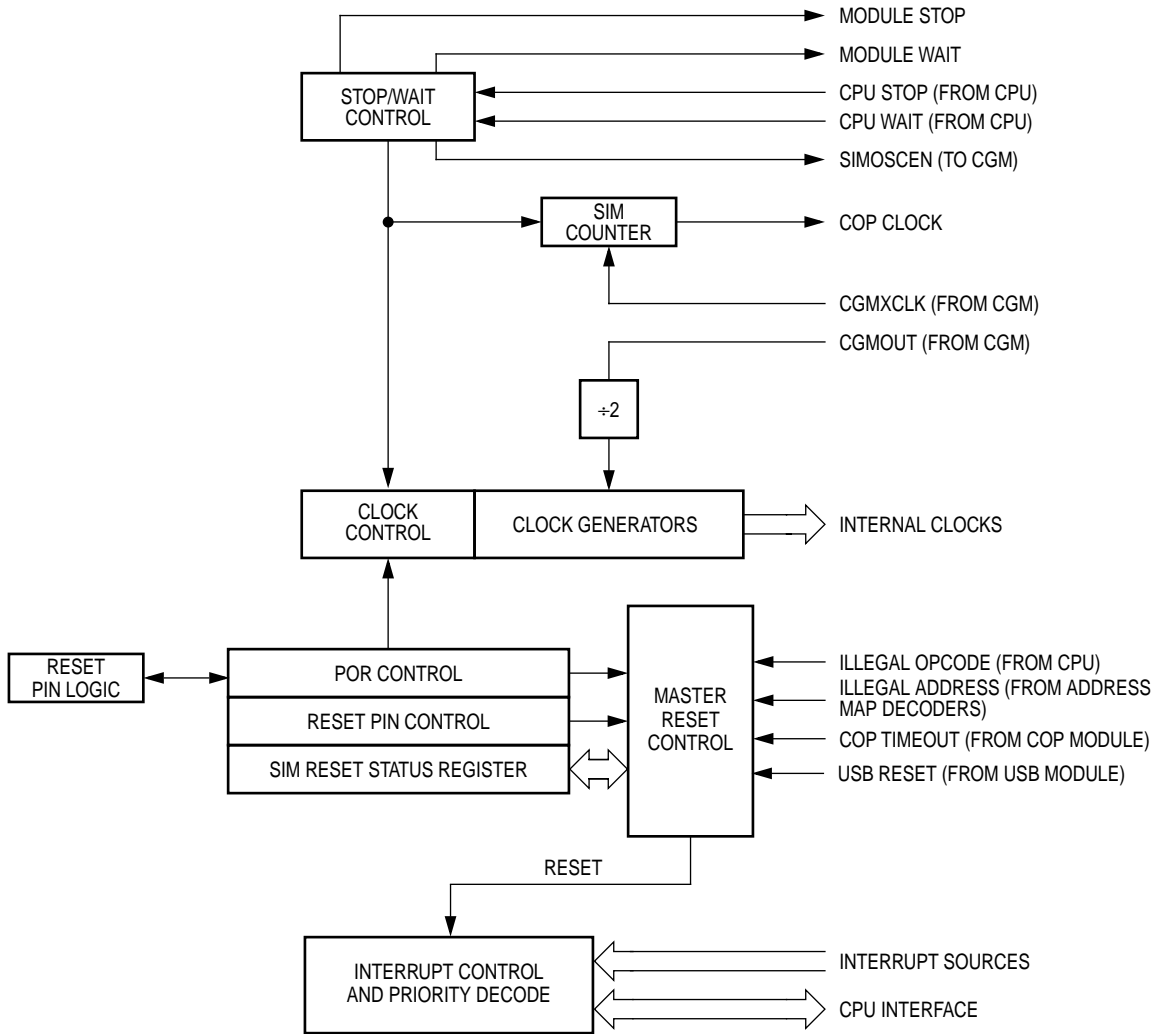 MODULE STOP
MODULE WAIT
STOP/WAIT
CONTROL
CPU STOP (FROM CPU)
CPU WAIT (FROM CPU)
SIMOSCEN (TO CGM)
SIM
COUNTER
COP CLOCK
CGMXCLK (FROM CGM)
CGMOUT (FROM CGM)
÷2
CLOCK
CONTROL
CLOCK GENERATORS
INTERNAL CLOCKS
RESET
PIN LOGIC
POR CONTROL
RESET PIN CONTROL
SIM RESET STATUS REGISTER
MASTER
RESET
CONTROL
ILLEGAL OPCODE (FROM CPU)
ILLEGAL ADDRESS (FROM ADDRESS
MAP DECODERS)
COP TIMEOUT (FROM COP MODULE)
USB RESET (FROM USB MODULE)
RESET
INTERRUPT CONTROL
AND PRIORITY DECODE
INTERRUPT SOURCES
CPU INTERFACE